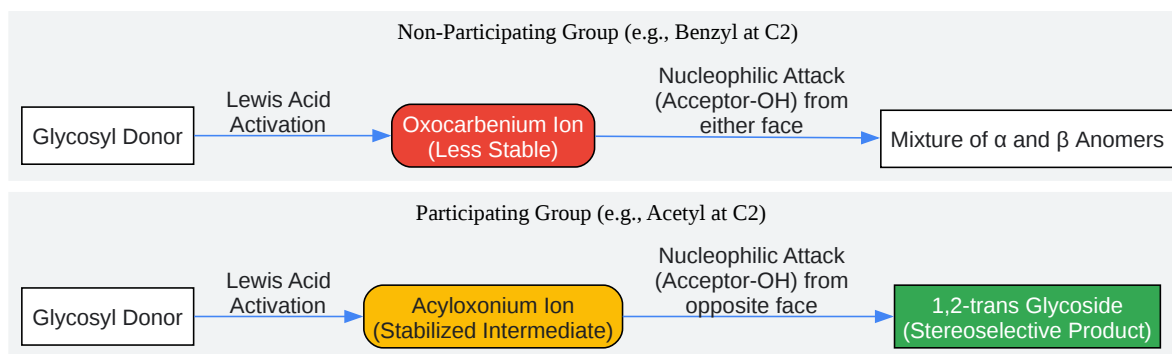 Non-Participating Group (e.g., Benzyl at C2)
Glycosyl Donor
Lewis Acid
Activation
Oxocarbenium Ion
(Less Stable)
Nucleophilic Attack
(Acceptor-OH) from
either face
Mixture of α and β Anomers
Participating Group (e.g., Acetyl at C2)
Glycosyl Donor
Lewis Acid
Activation
Acyloxonium Ion
(Stabilized Intermediate)
Nucleophilic Attack
(Acceptor-OH) from
opposite face
1,2-trans Glycoside
(Stereoselective Product)